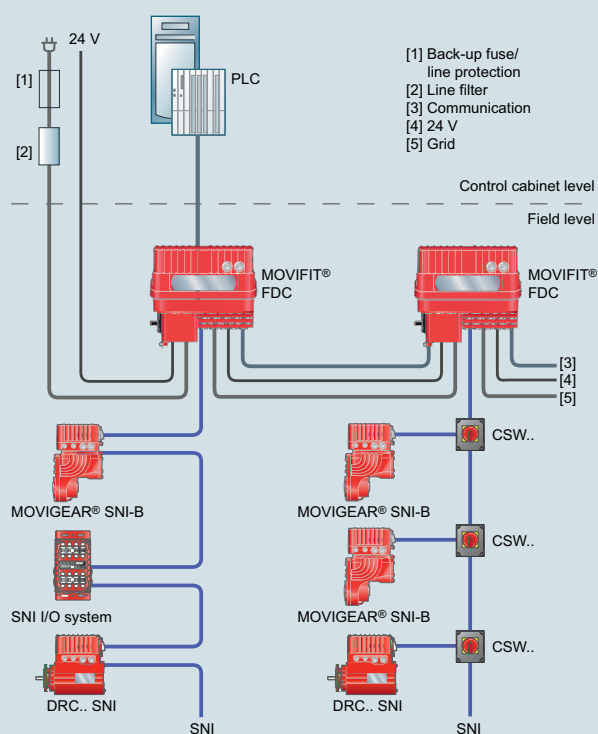 24 V
[1]
[2]
PLC
[1] Back-up fuse/
line protection
[2] Line filter
[3] Communication
[4] 24 V
[5] Grid
Control cabinet level
Field level
MOVIFIT®
FDC
MOVIFIT®
FDC
[3]
[4]
[5]
MOVIGEAR® SNI-B
SNI I/O system
DRC.. SNI
SNI
CSW..
MOVIGEAR® SNI-B
CSW..
MOVIGEAR® SNI-B
CSW..
DRC.. SNI
SNI